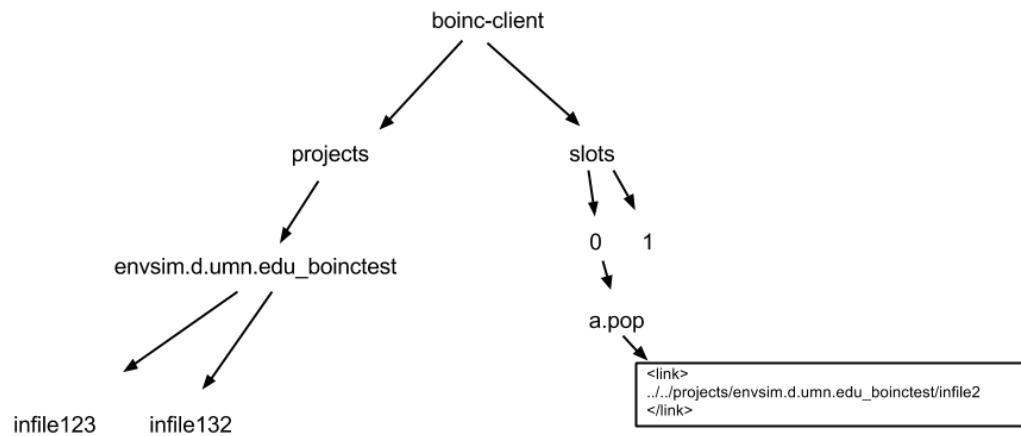 boinc-client
projects
slots
0
1
envsim.d.umn.edu_boinctest
a.pop
<link>
../../projects/envsim.d.umn.edu_boinctest/infile2
</link>
infile123
infile132